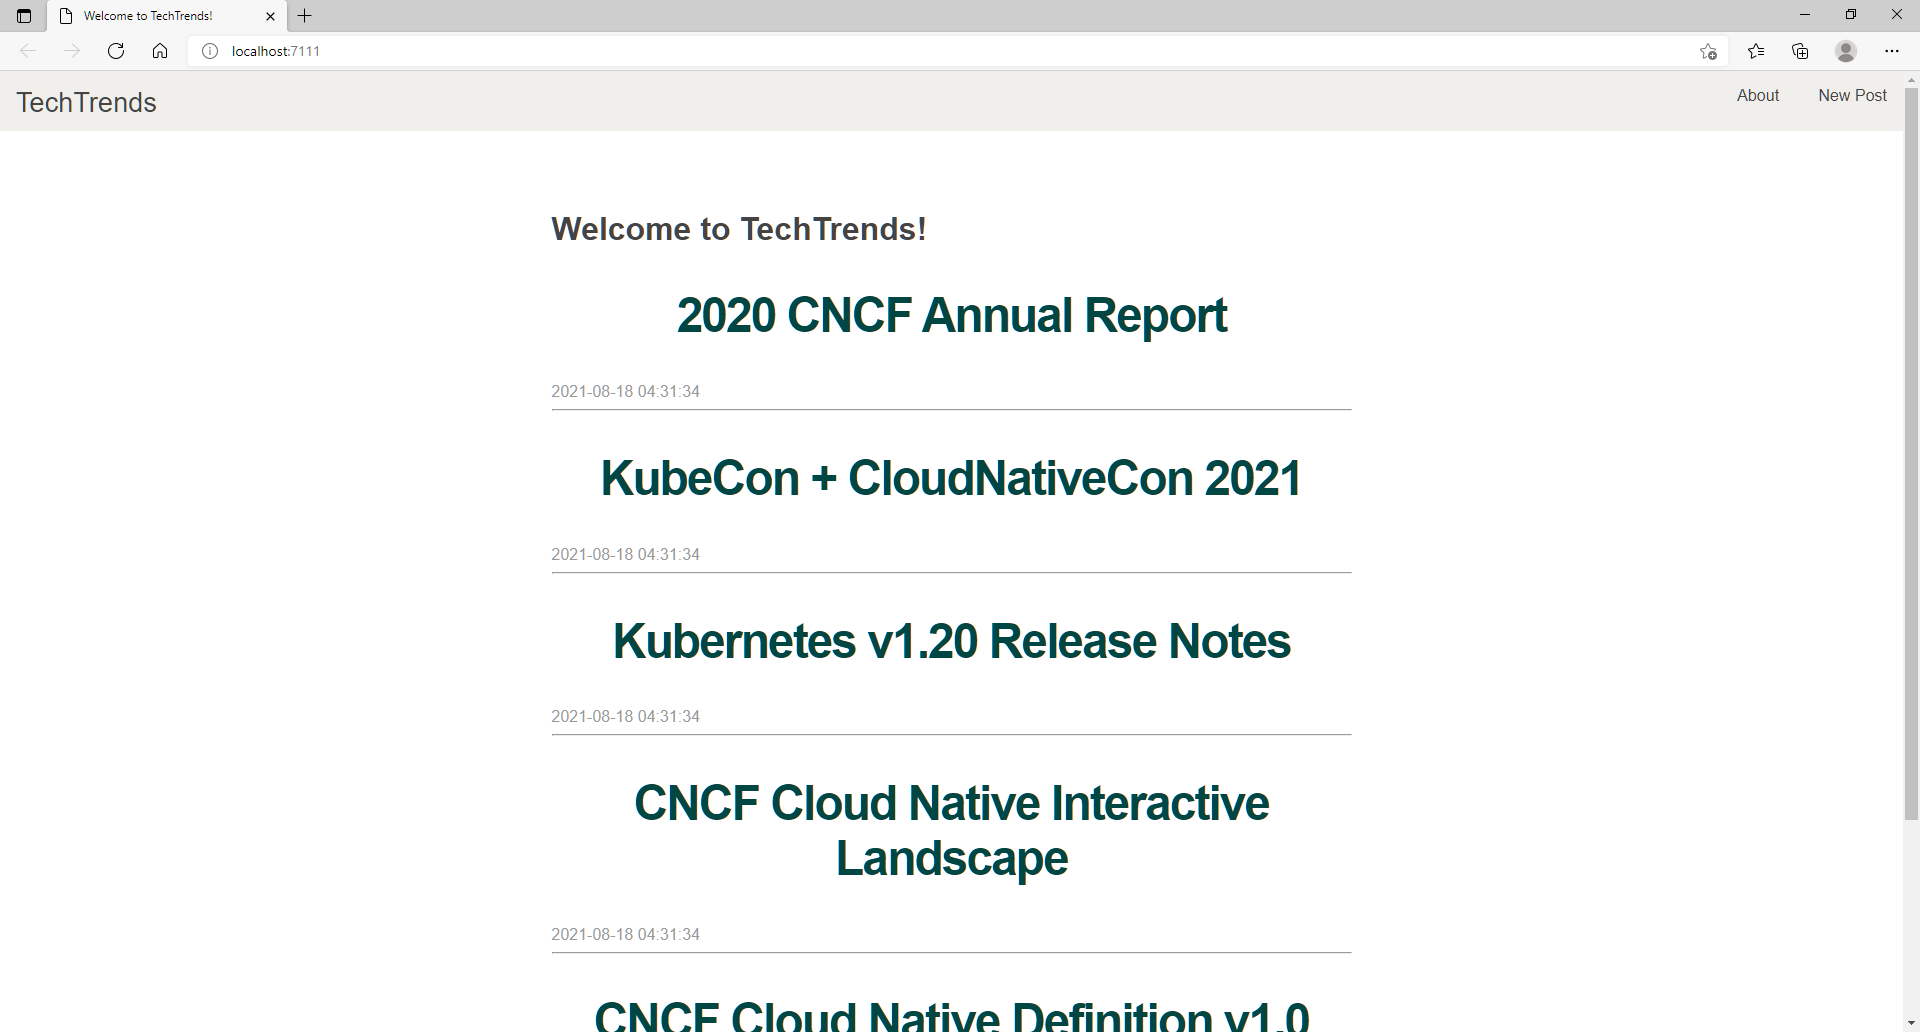 Welcome to TechTrends!
localhost:7111
TechTrends
About
New Post
Welcome to TechTrends!
2020 CNCF Annual Report
2021-08-18 04:31:34
KubeCon + CloudNativeCon 2021
2021-08-18 04:31:34
Kubernetes v1.20 Release Notes
2021-08-18 04:31:34
CNCF Cloud Native Interactive
Landscape
2021-08-18 04:31:34
CNCF Cloud Native Definition v1.0